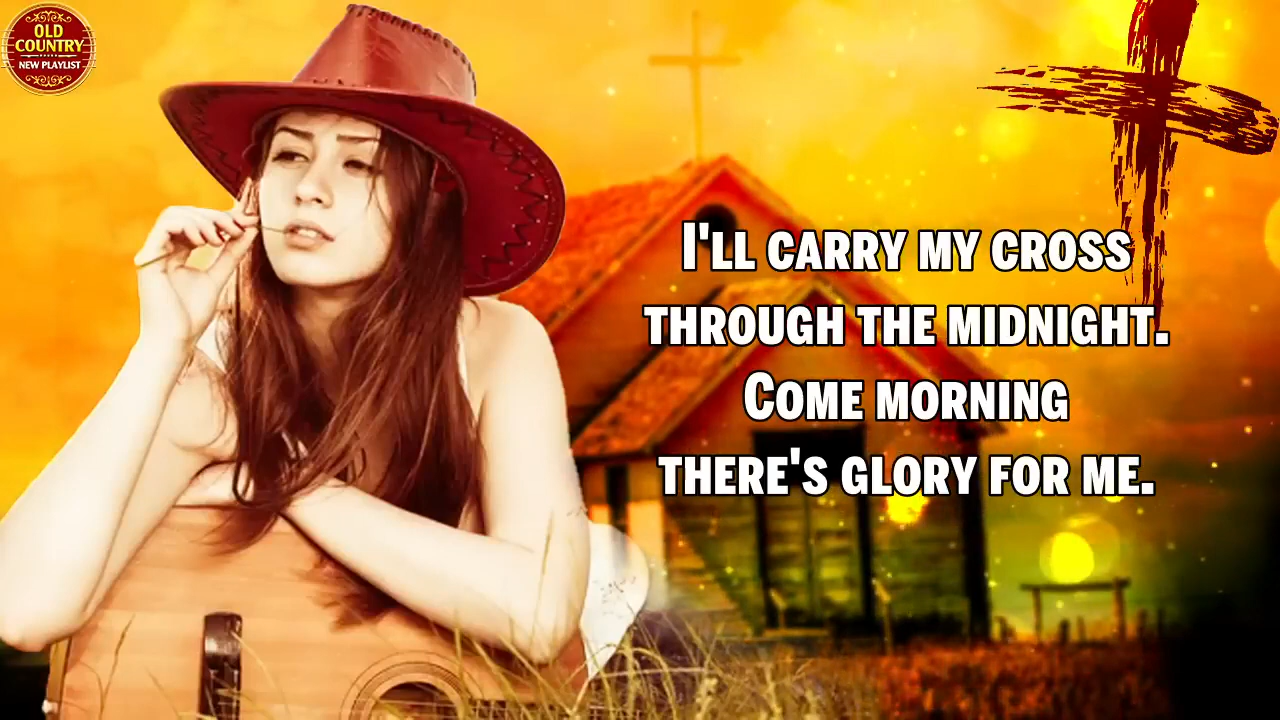 OLD
COUNTRY
NEW PLAYLIST
I'LL CARRY MY CROSS
THROUGH THE MIDNIGHT.
COME MORNING
THERE'S GLORY FOR ME.